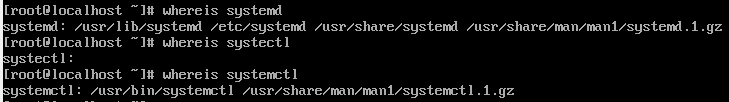 [root@localhost ~]# whereis systemd
systemd: /usr/lib/systemd /etc/systemd /usr/share/systemd /usr/share/man/man1/systemd.1.gz
[root@localhost ~]# whereis systectl
systectl:
[root@localhost ~]# whereis systemctl
systemctl: /usr/bin/systemctl /usr/share/man/man1/systemctl.1.gz